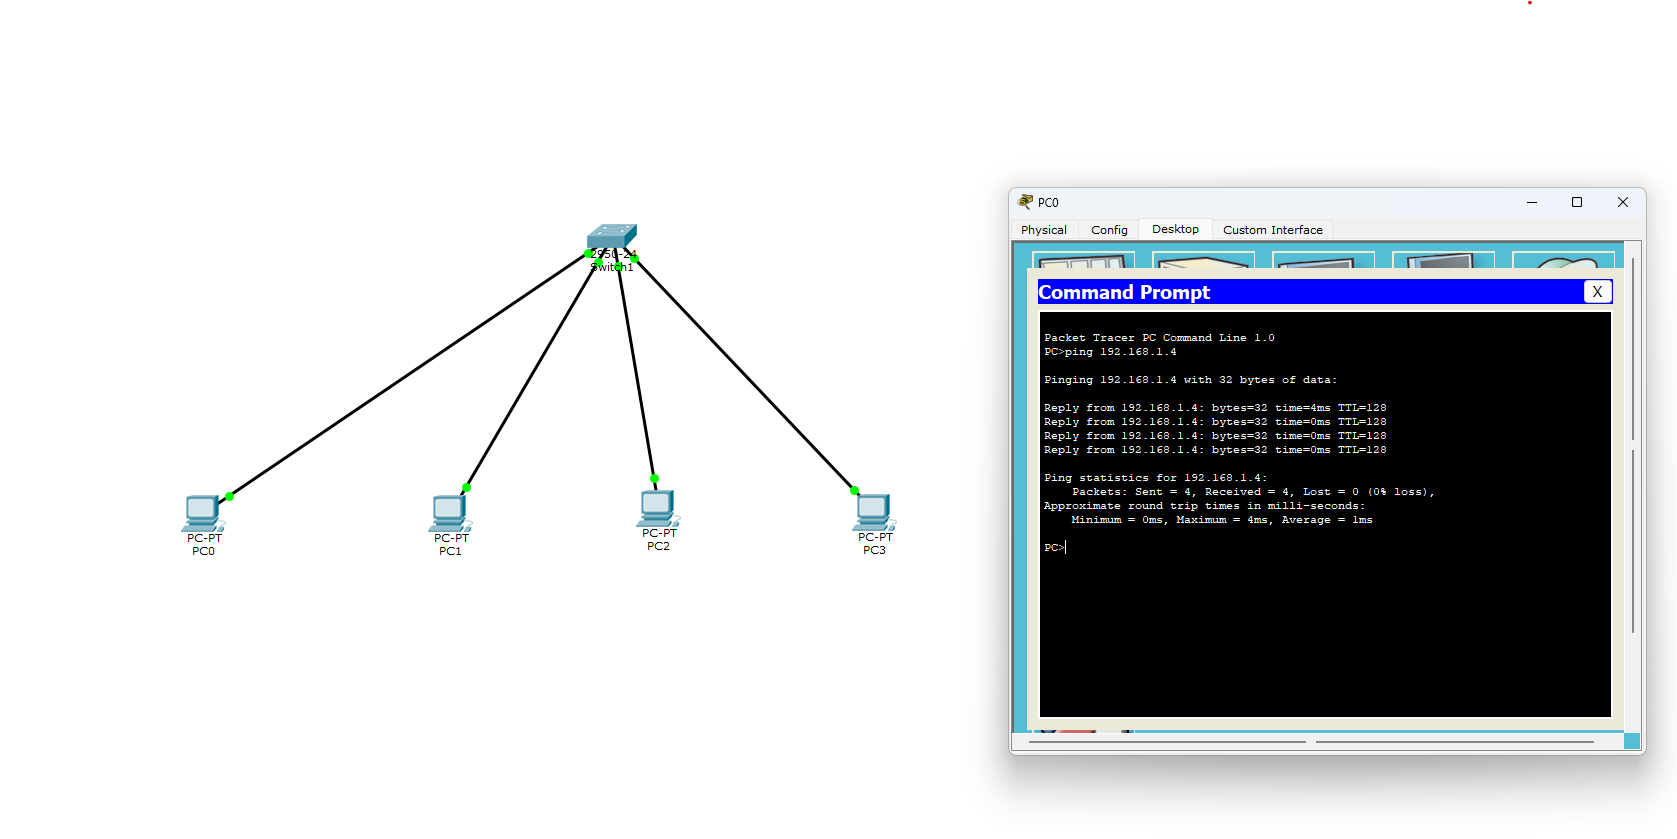 2950-24
Switch1
PC-PT
PC0
PC-PT
PC1
PC-PT
PC2
PC-PT
PC3
PC0
Physical Config Desktop Custom Interface
Command Prompt X
Packet Tracer PC Command Line 1.0
PC>ping 192.168.1.4
Pinging 192.168.1.4 with 32 bytes of data:
Reply from 192.168.1.4: bytes=32 time=4ms TTL=128
Reply from 192.168.1.4: bytes=32 time=0ms TTL=128
Reply from 192.168.1.4: bytes=32 time=0ms TTL=128
Reply from 192.168.1.4: bytes=32 time=0ms TTL=128
Ping statistics for 192.168.1.4:
Packets: Sent = 4, Received = 4, Lost = 0 (0% loss),
Approximate round trip times in milli-seconds:
Minimum = 0ms, Maximum = 4ms, Average = 1ms
PC>